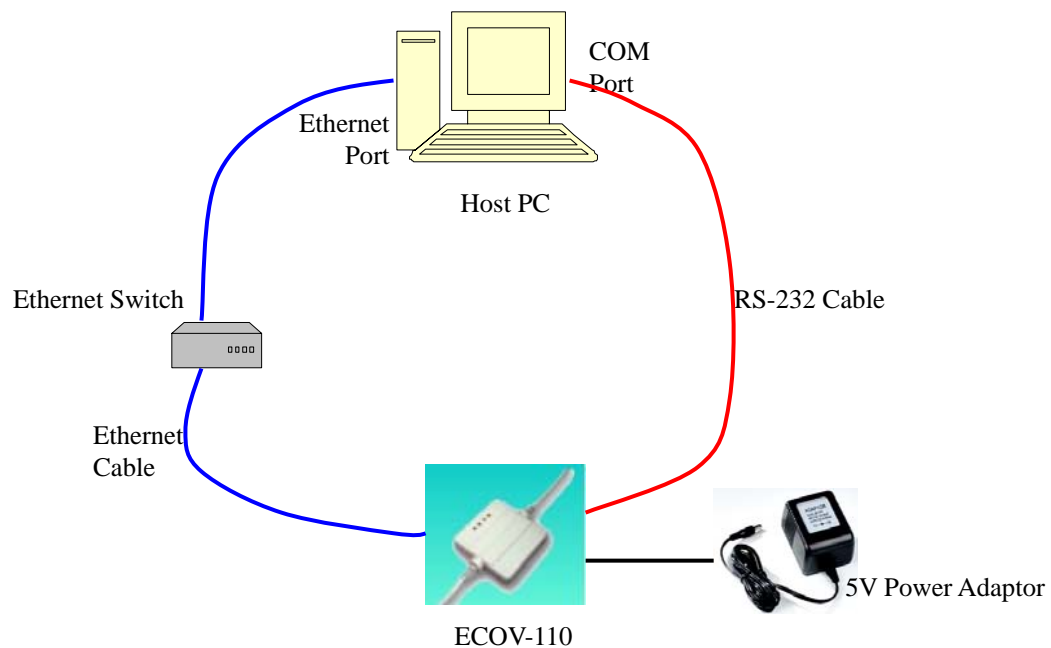 COM
Port
Ethernet
Port
Host PC
Ethernet Switch
RS-232 Cable
Ethernet
Cable
5V Power Adaptor
ECOV-110